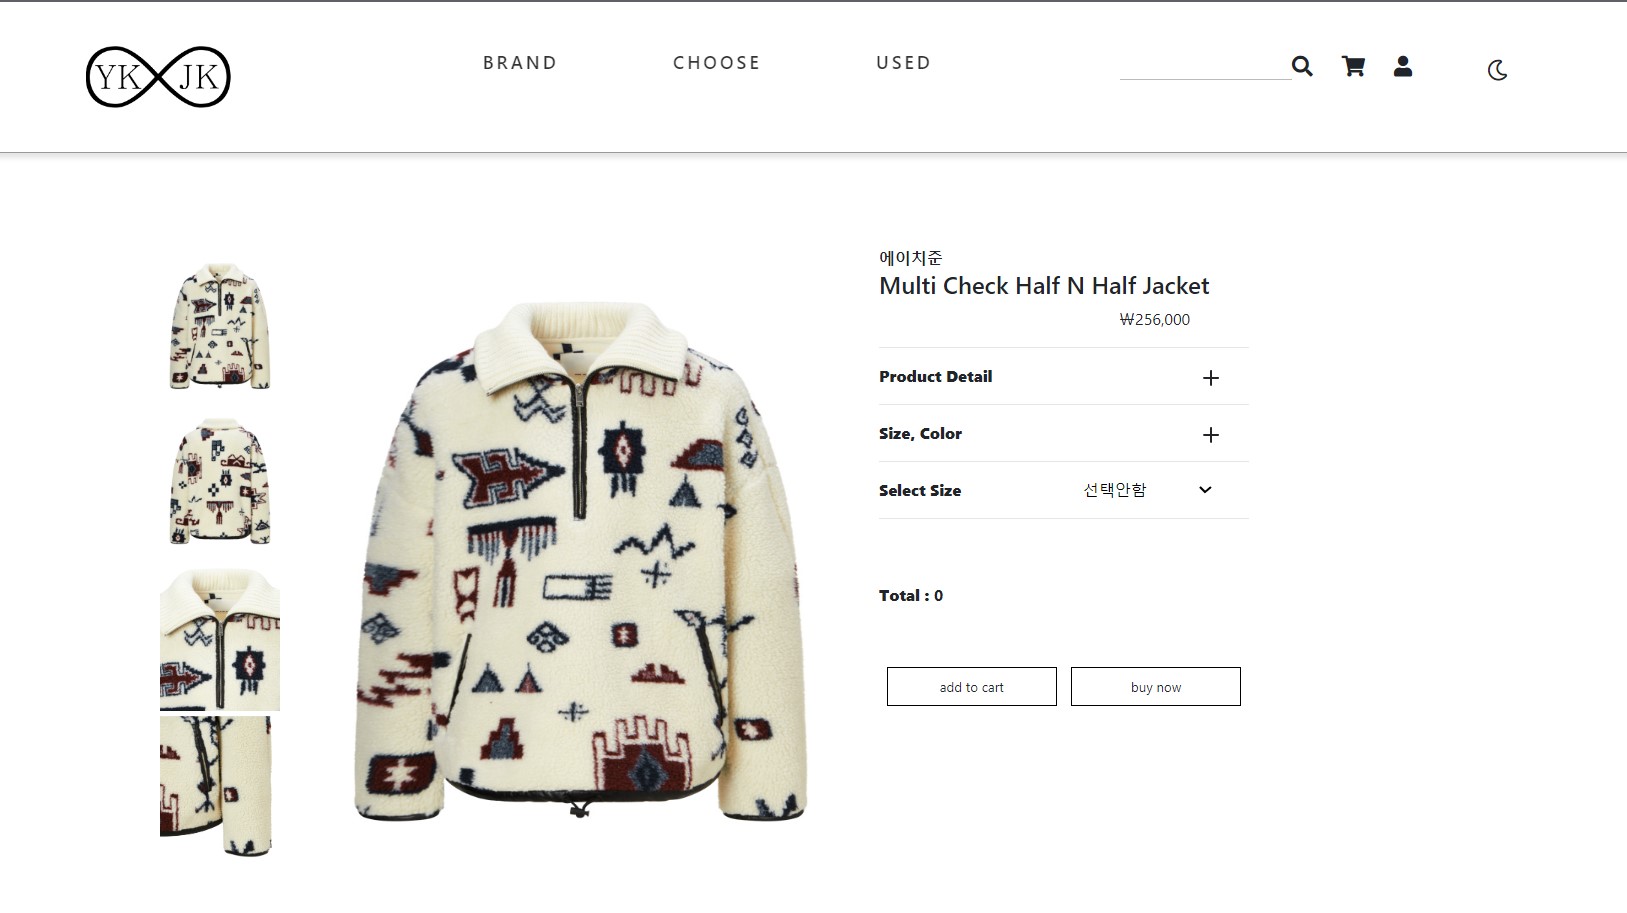 YK JK
BRAND CHOOSE USED
에이치준
Multi Check Half N Half Jacket
₩256,000
Product Detail
Size, Color
Select Size 선택안함
Total : 0
add to cart buy now